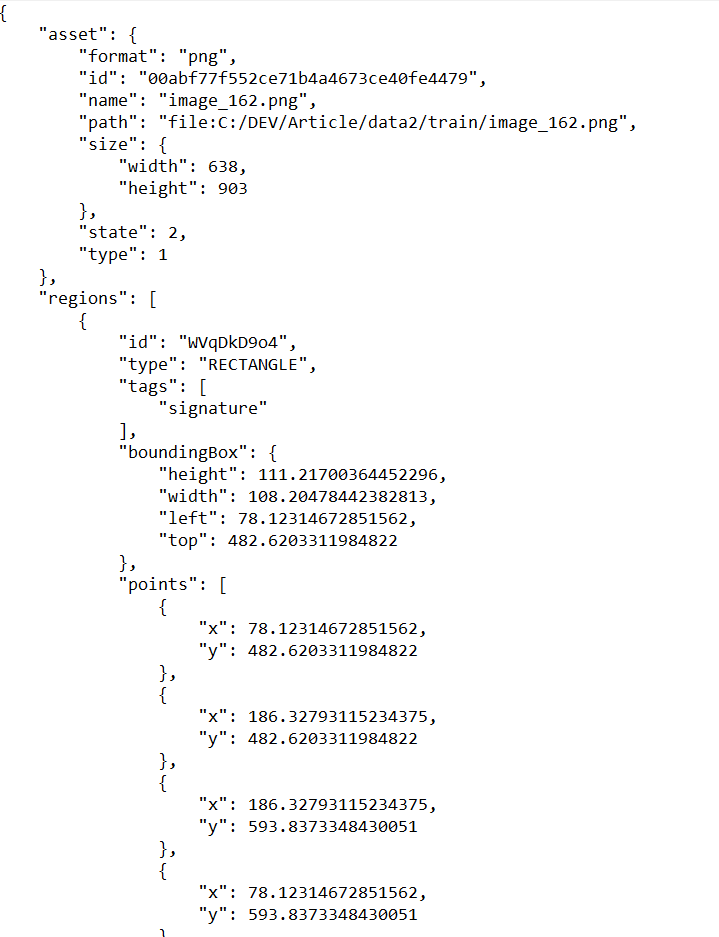 {
    "asset": {
        "format": "png",
        "id": "00abf77f552ce71b4a4673ce40fe4479",
        "name": "image_162.png",
        "path": "file:C:/DEV/Article/data2/train/image_162.png",
        "size": {
            "width": 638,
            "height": 903
        },
        "state": 2,
        "type": 1
    },
    "regions": [
        {
            "id": "WVqDkD9o4",
            "type": "RECTANGLE",
            "tags": [
                "signature"
            ],
            "boundingBox": {
                "height": 111.21700364452296,
                "width": 108.20478442382813,
                "left": 78.12314672851562,
                "top": 482.6203311984822
            },
            "points": [
                {
                    "x": 78.12314672851562,
                    "y": 482.6203311984822
                },
                {
                    "x": 186.32793115234375,
                    "y": 482.6203311984822
                },
                {
                    "x": 186.32793115234375,
                    "y": 593.8373348430051
                },
                {
                    "x": 78.12314672851562,
                    "y": 593.8373348430051
                }